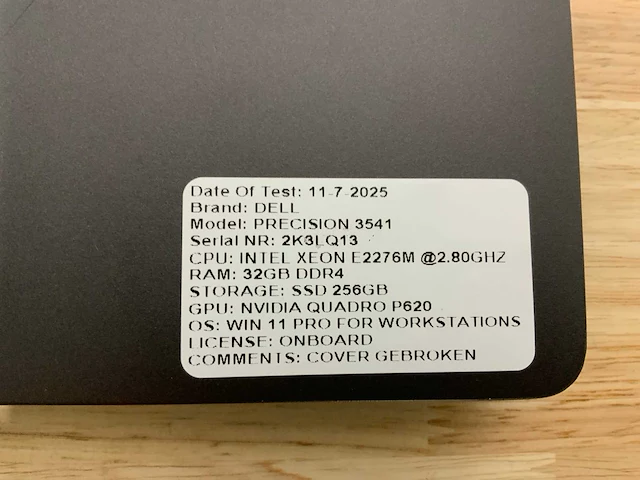 Date Of Test: 11-7-2025
Brand: DELL
Model: PRECISION 3541
Serial NR: 2K3LQ13
CPU: INTEL XEON E2276M @2.80GHZ
RAM: 32GB DDR4
STORAGE: SSD 256GB
GPU: NVIDIA QUADRO P620
OS: WIN 11 PRO FOR WORKSTATIONS
LICENSE: ONBOARD
COMMENTS: COVER GEBROKEN